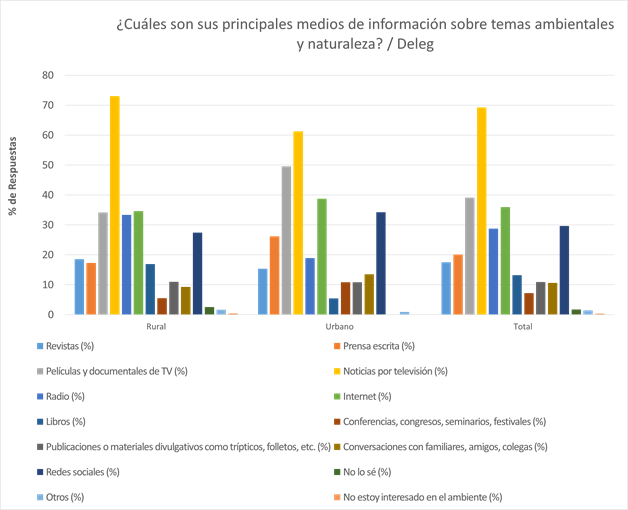 ¿Cuáles son sus principales medios de información sobre temas ambientales
y naturaleza? / Deleg
% de Respuestas
80
70
60
50
40
30
20
10
0
Rural Urbano Total
Revistas (%) Prensa escrita (%)
Películas y documentales de TV (%) Noticias por televisión (%)
Radio (%) Internet (%)
Libros (%) Conferencias, congresos, seminarios, festivales (%)
Publicaciones o materiales divulgativos como trípticos, folletos, etc. (%) Conversaciones con familiares, amigos, colegas (%)
Redes sociales (%) No lo sé (%)
Otros (%) No estoy interesado en el ambiente (%)